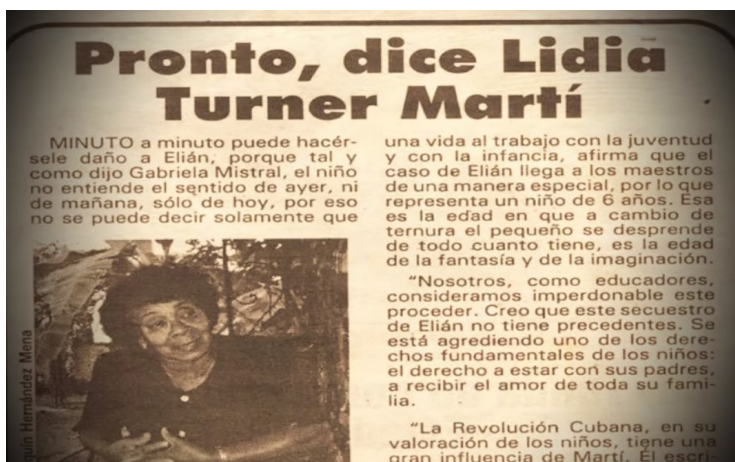 Pronto, dice Lidia
Turner Martí
MINUTO a minuto puede hacér-
sele daño a Elián, porque tal y
como dijo Gabriela Mistral, el niño
no entiende el sentido de ayer, ni
de mañana, sólo de hoy, por eso
no se puede decir solamente que
quín Hernández Mena
una vida al trabajo con la juventud
y con la infancia, afirma que el
caso de Elián llega a los maestros
de una manera especial, por lo que
representa un niño de 6 años. Esa
es la edad en que a cambio de
ternura el pequeño se desprende
de todo cuanto tiene, es la edad
de la fantasía y de la imaginación.
"Nosotros, como educadores,
consideramos imperdonable este
proceder. Creo que este secuestro
de Elián no tiene precedentes. Se
está agrediendo uno de los dere-
chos fundamentales de los niños:
el derecho a estar con sus padres,
a recibir el amor de toda su fami-
lia.
"La Revolución Cubana, en su
valoración de los niños, tiene una
gran influencia de Martí. Él escri-